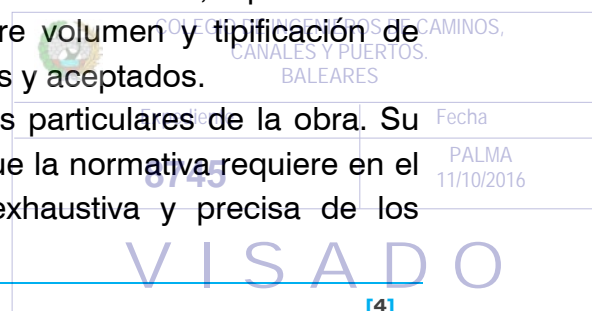 re volumen y tipificación de
s y aceptados.
s particulares de la obra. Su
ue la normativa requiere en el
exhaustiva y precisa de los
[4]
COLEGIO DE INGENIEROS DE CAMINOS,
CANALES Y PUERTOS.
BALEARES
Expediente
Fecha
8745
PALMA
11/10/2016
VISADO